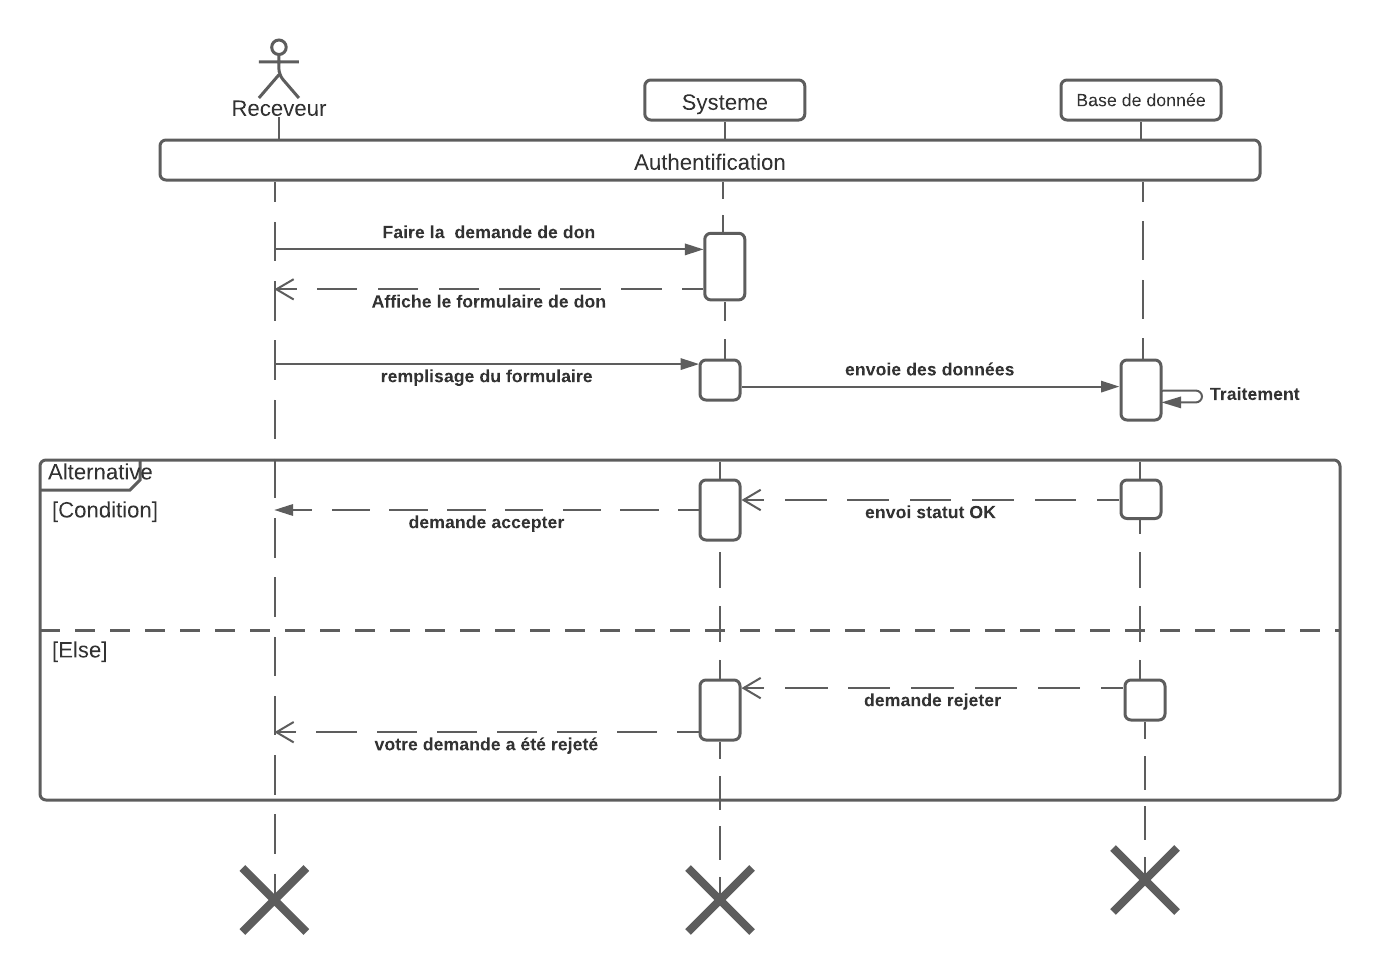 Receveur
Systeme
Base de donnée
Authentification
Faire la  demande de don
Affiche le formulaire de don
remplisage du formulaire
envoie des données
Traitement
Alternative
[Condition]
demande accepter
envoi statut OK
[Else]
demande rejeter
votre demande a été rejeté